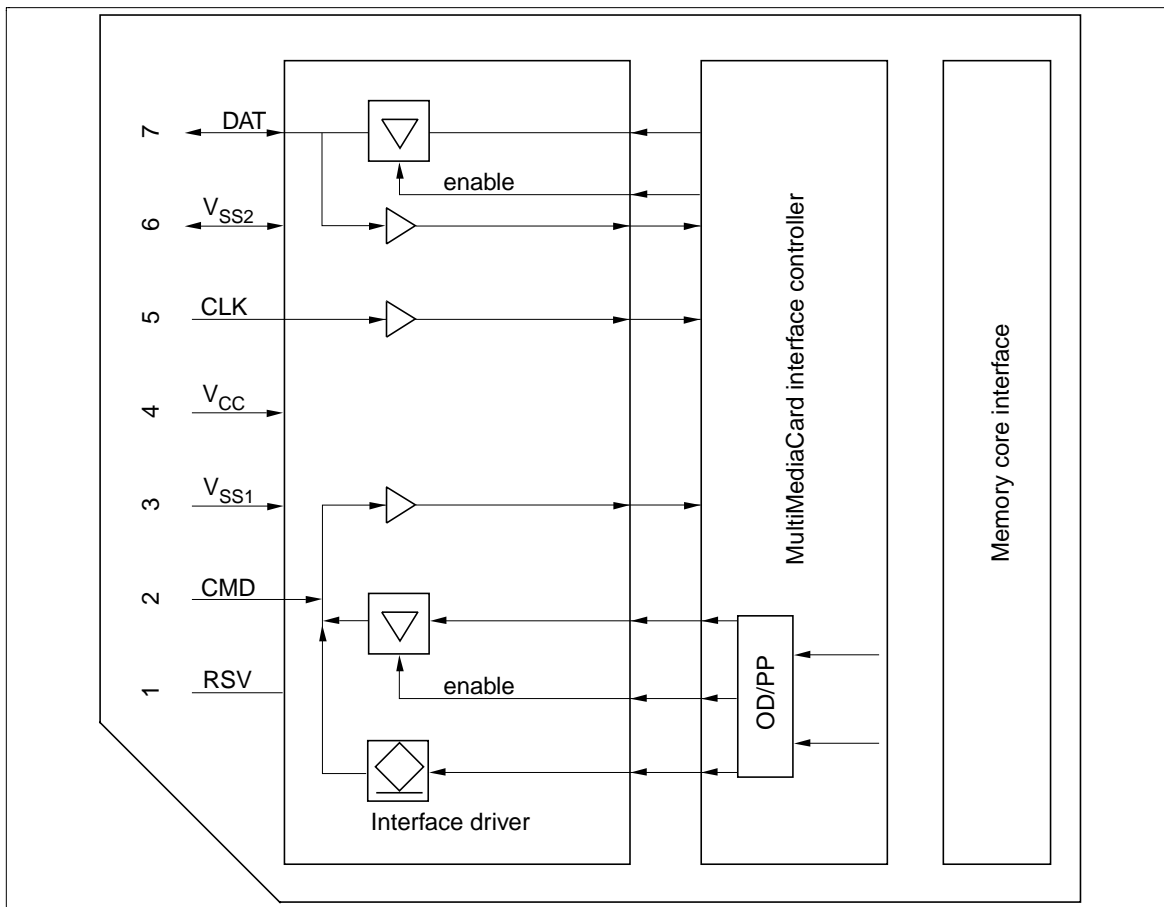 7 DAT
enable
6 VSS2
5 CLK
4 VCC
3 VSS1
2 CMD
1 RSV
enable
Interface driver
OD/PP
MultiMediaCard interface controller
Memory core interface